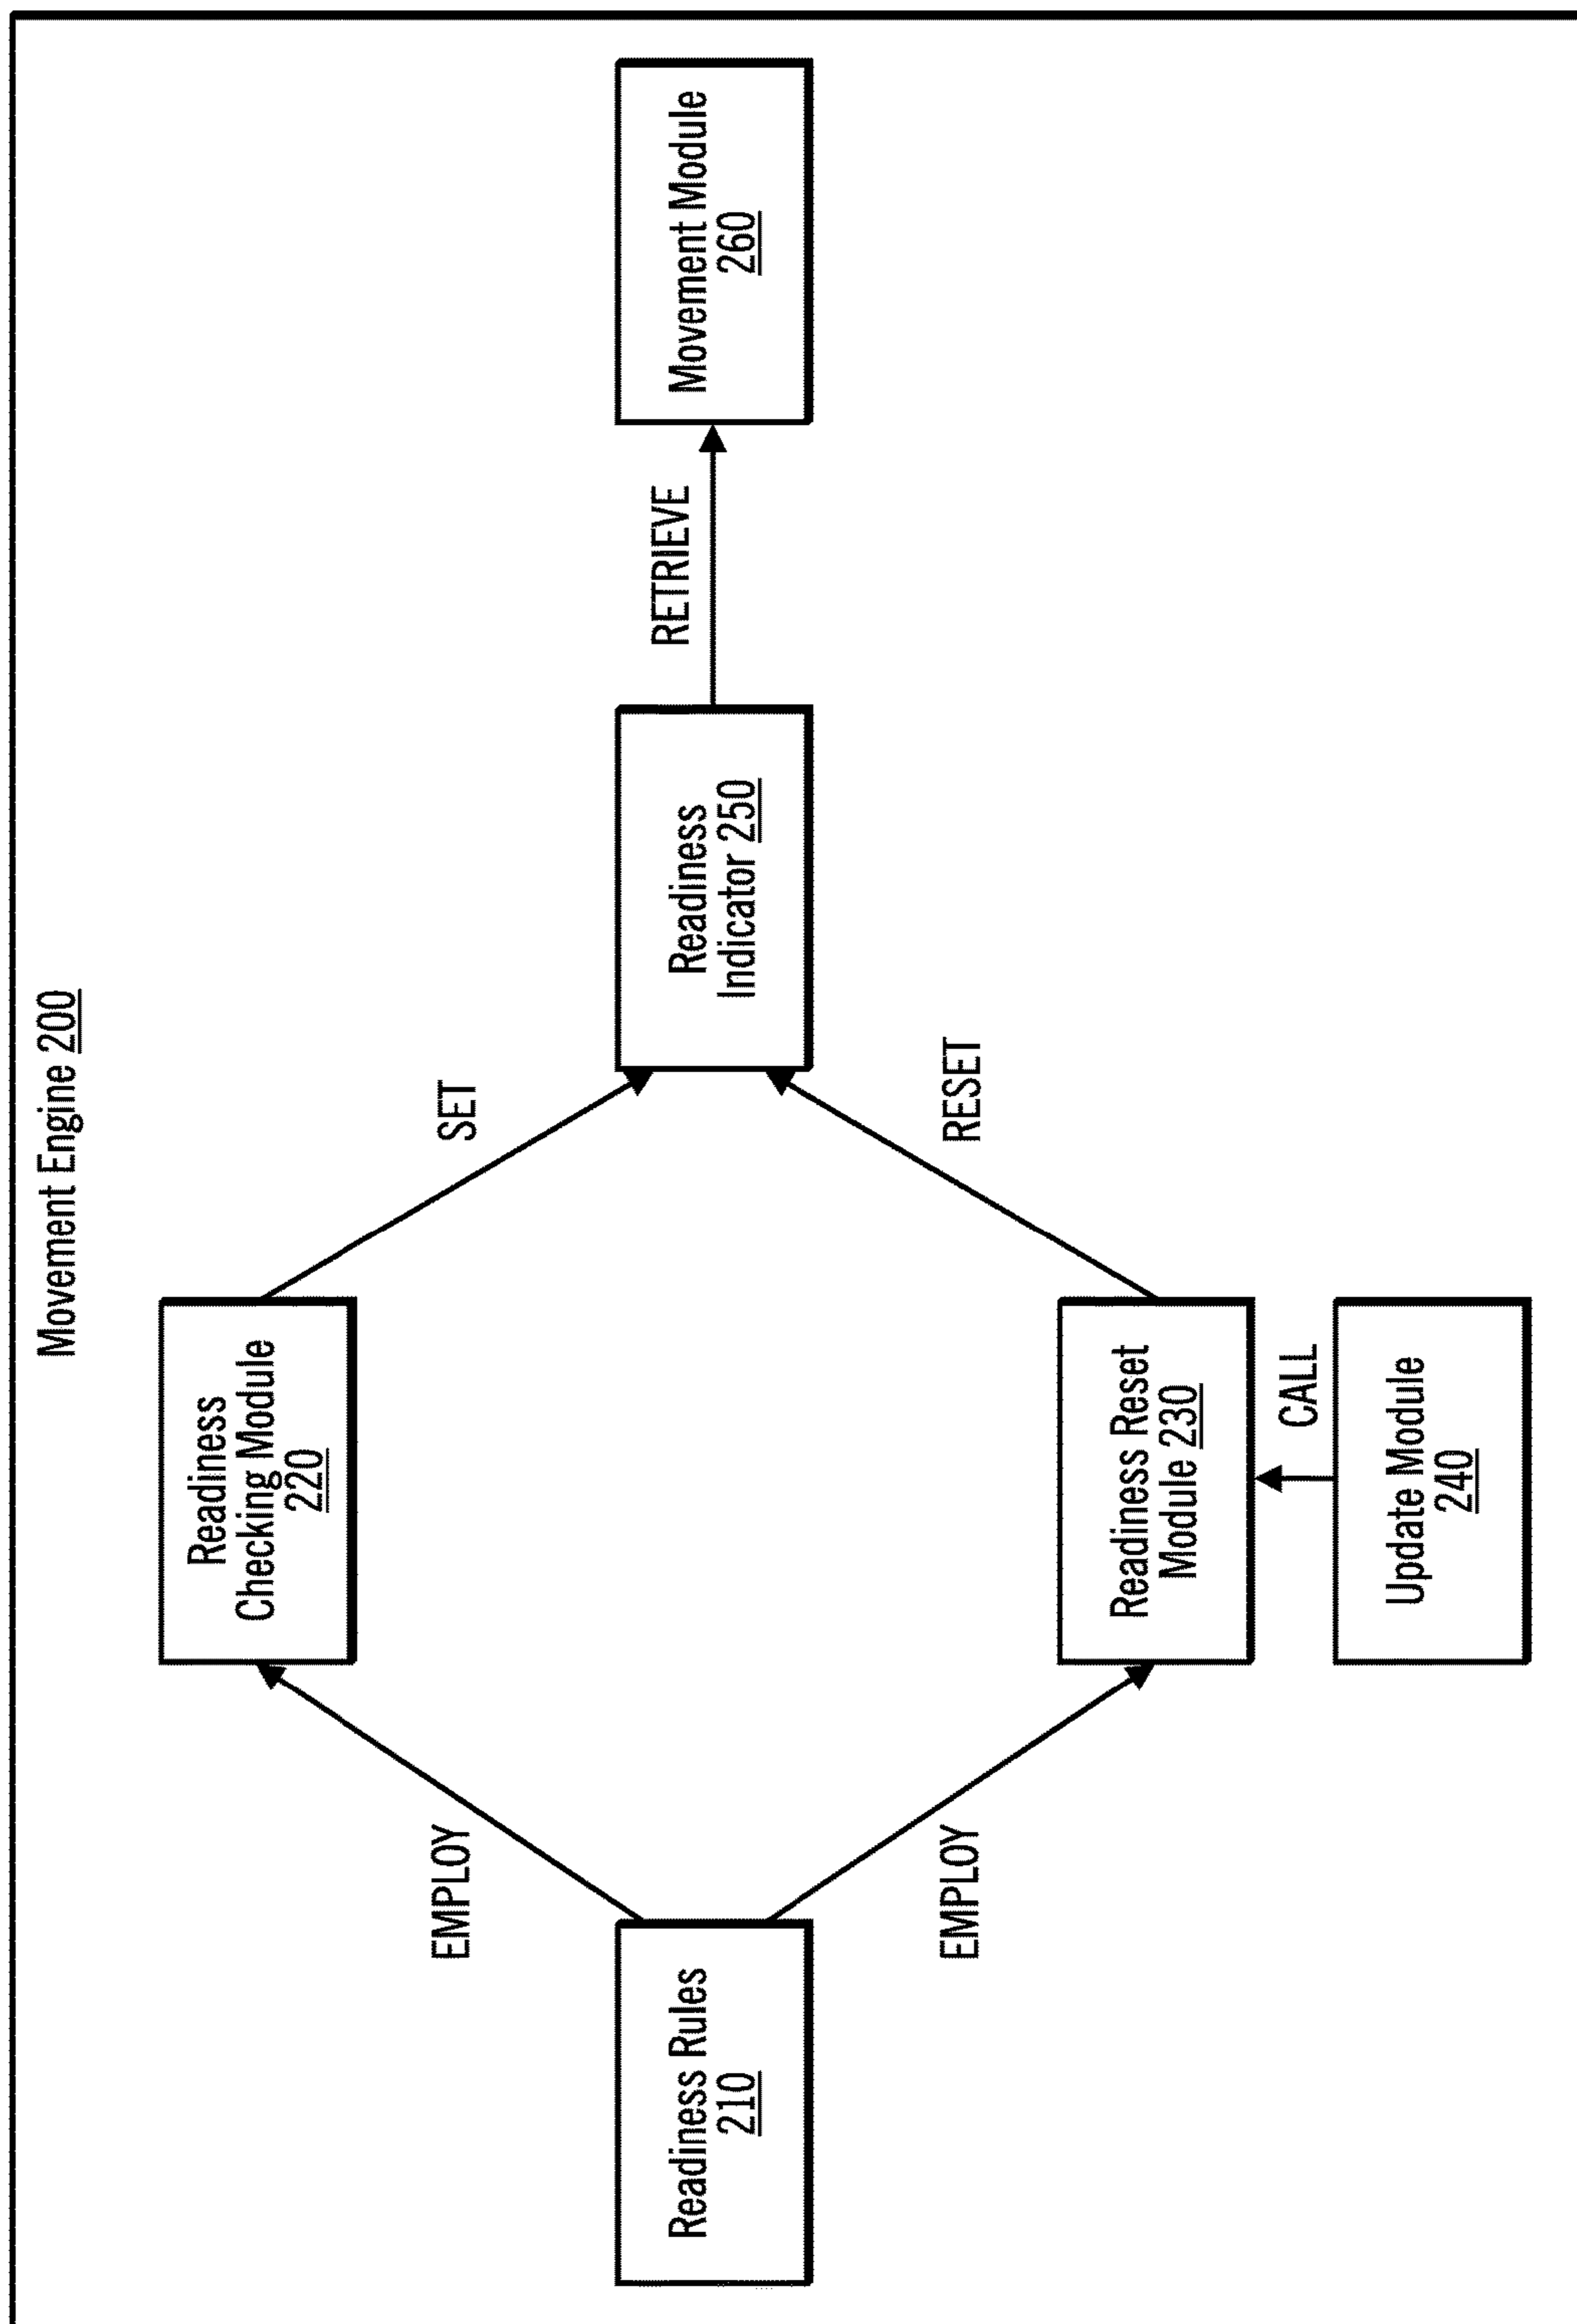 Movement Engine 200
Readiness
Checking Module
220
EMPLOY
SET
Readiness Rules
210
Readiness
Indicator 250
RETRIEVE
Movement Module
260
EMPLOY
RESET
Readiness Reset
Module 230
CALL
Update Module
240